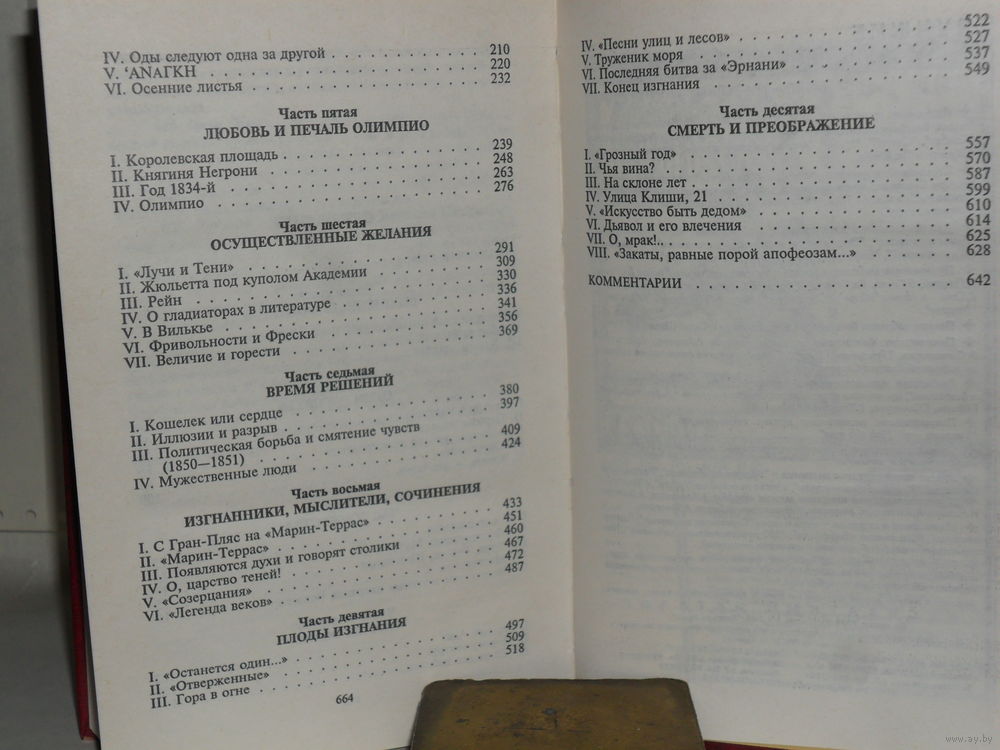 IV. Оды следуют одна за другой . . . . . . . . . . . 210
V. ‘ΑΝΑΓΚΗ . . . . . . . . . . . . . . . . . . . 220
VI. Осенние листья . . . . . . . . . . . . . . . . 232
Часть пятая
ЛЮБОВЬ И ПЕЧАЛЬ ОЛИМПИО
I. Королевская площадь . . . . . . . . . . . . . . 239
II. Княгиня Негрони . . . . . . . . . . . . . . . 248
III. Год 1834-й . . . . . . . . . . . . . . . . . 263
IV. Олимпио . . . . . . . . . . . . . . . . . . 276
Часть шестая
ОСУЩЕСТВЛЕННЫЕ ЖЕЛАНИЯ
I. «Лучи и Тени» . . . . . . . . . . . . . . . . 291
II. Жюльетта под куполом Академии . . . . . . . . 309
III. Рейн . . . . . . . . . . . . . . . . . . . 330
IV. О гладиаторах в литературе . . . . . . . . . . 336
V. В Вилькье . . . . . . . . . . . . . . . . . 341
VI. Фривольности и Фрески . . . . . . . . . . . . 356
VII. Величие и горести . . . . . . . . . . . . . . 369
Часть седьмая
ВРЕМЯ РЕШЕНИЙ
I. Кошелек или сердце . . . . . . . . . . . . . . 380
II. Иллюзии и разрыв . . . . . . . . . . . . . . 397
III. Политическая борьба и смятение чувств
(1850—1851) . . . . . . . . . . . . . . . . . 409
IV. Мужественные люди . . . . . . . . . . . . . . 424
Часть восьмая
ИЗГНАННИКИ, МЫСЛИТЕЛИ, СОЧИНЕНИЯ
I. С Гран-Пляс на «Марин-Террас» . . . . . . . . . 433
II. «Марин-Террас» . . . . . . . . . . . . . . . 451
III. Появляются духи и говорят столики . . . . . . . 460
IV. О, царство теней! . . . . . . . . . . . . . . 467
V. «Созерцания» . . . . . . . . . . . . . . . . 472
VI. «Легенда веков» . . . . . . . . . . . . . . . 487
Часть девятая
ПЛОДЫ ИЗГНАНИЯ
I. «Останется один...» . . . . . . . . . . . . . . 497
II. «Отверженные» . . . . . . . . . . . . . . . . 509
III. Гора в огне . . . . . . . . . . . . . . . . 518
664
IV. «Песни улиц и лесов» . . . . . . . . . . . . . 522
V. Труженик моря . . . . . . . . . . . . . . . . 527
VI. Последняя битва за «Эрнани» . . . . . . . . . . 537
VII. Конец изгнания . . . . . . . . . . . . . . . 549
Часть десятая
СМЕРТЬ И ПРЕОБРАЖЕНИЕ
I. «Грозный год» . . . . . . . . . . . . . . . . 557
II. Чья вина? . . . . . . . . . . . . . . . . . 570
III. На склоне лет . . . . . . . . . . . . . . . 587
IV. Улица Клиши, 21 . . . . . . . . . . . . . . . 599
V. «Искусство быть дедом» . . . . . . . . . . . . 610
VI. Дьявол и его влечения . . . . . . . . . . . . 614
VII. О, мрак!.. . . . . . . . . . . . . . . . . . 625
VIII. «Закаты, равные порой апофеозам...» . . . . . . 628
КОММЕНТАРИИ . . . . . . . . . . . . . . . . . . 642
www.ay.by